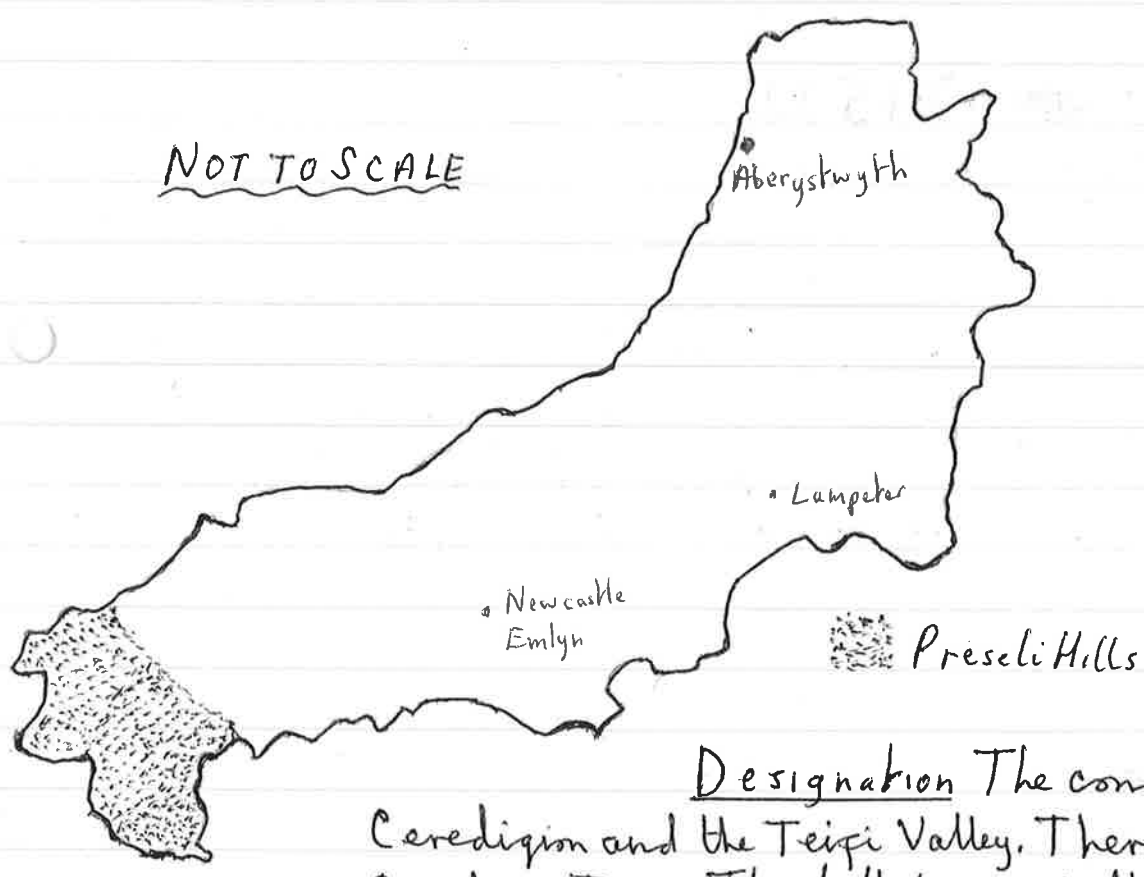 NOT TO SCALE
Aberystwyth
Lampeter
Newcastle
Emlyn
Preseli Hills
Designation The con
Ceredigion and the Teifi Valley. Ther